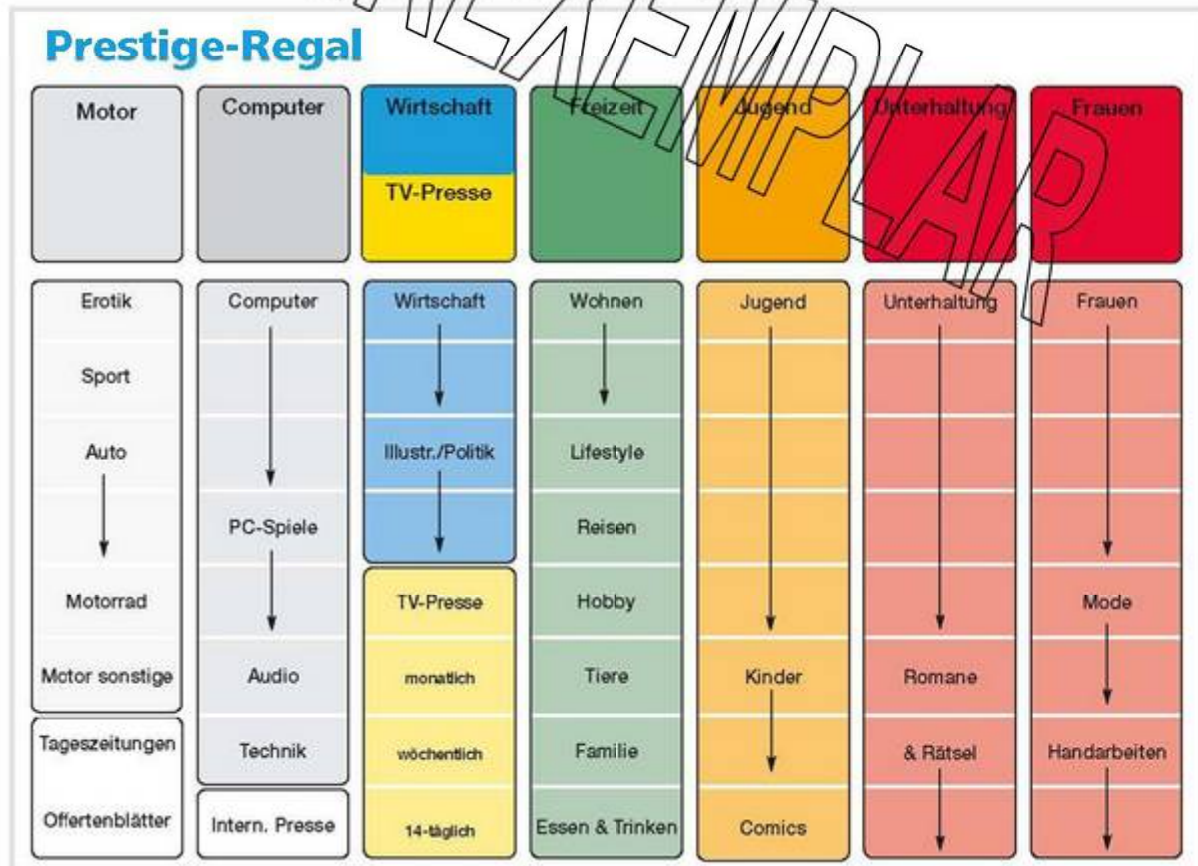 Prestige-Regal
EXEMPLAR
Motor
Computer
Wirtschaft
TV-Presse
Freizeit
Jugend
Unterhaltung
Frauen
Erotik
Sport
Auto
Motorrad
Motor sonstige
Tageszeitungen
Offertenblätter
Computer
PC-Spiele
Audio
Technik
Intern. Presse
Wirtschaft
Illustr./Politik
TV-Presse
monatlich
wöchentlich
14-täglich
Wohnen
Lifestyle
Reisen
Hobby
Tiere
Familie
Essen & Trinken
Jugend
Kinder
Comics
Unterhaltung
Romane
& Rätsel
Frauen
Mode
Handarbeiten